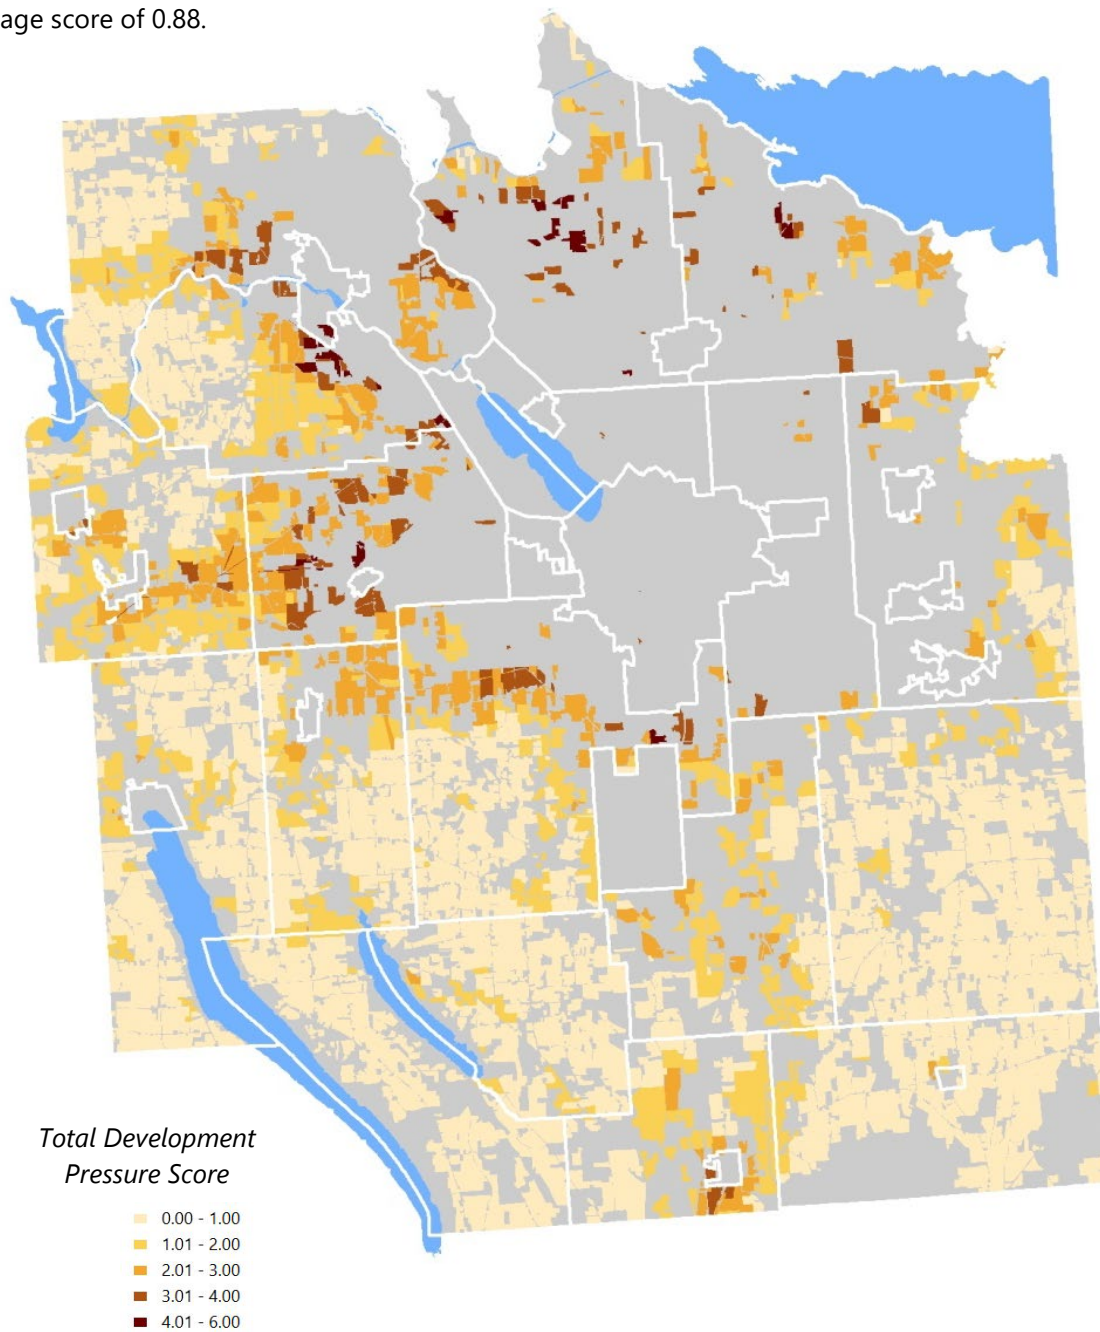 age score of 0.88.
Total Development
Pressure Score
0.00 - 1.00
1.01 - 2.00
2.01 - 3.00
3.01 - 4.00
4.01 - 6.00